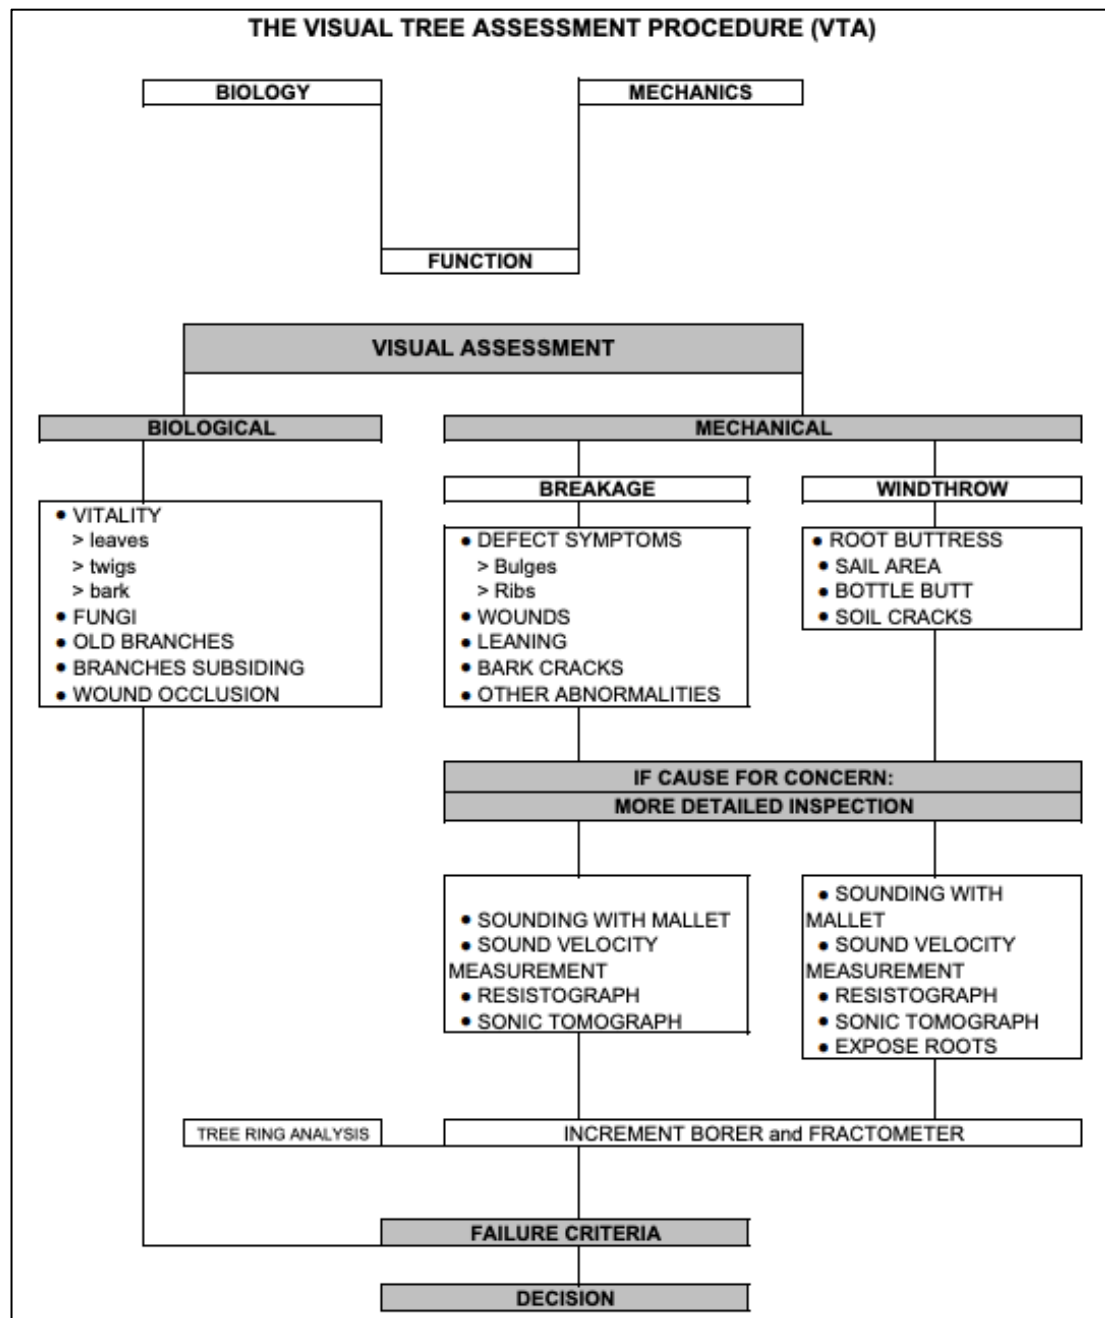 THE VISUAL TREE ASSESSMENT PROCEDURE (VTA)
BIOLOGY
MECHANICS
FUNCTION
VISUAL ASSESSMENT
BIOLOGICAL
MECHANICAL
BREAKAGE
WINDTHROW
• VITALITY
> leaves
> twigs
> bark
• FUNGI
• OLD BRANCHES
• BRANCHES SUBSIDING
• WOUND OCCLUSION
• DEFECT SYMPTOMS
> Bulges
> Ribs
• WOUNDS
• LEANING
• BARK CRACKS
• OTHER ABNORMALITIES
• ROOT BUTTRESS
• SAIL AREA
• BOTTLE BUTT
• SOIL CRACKS
IF CAUSE FOR CONCERN:
MORE DETAILED INSPECTION
• SOUNDING WITH MALLET
• SOUND VELOCITY
MEASUREMENT
• RESISTOGRAPH
• SONIC TOMOGRAPH
• SOUNDING WITH
MALLET
• SOUND VELOCITY
MEASUREMENT
• RESISTOGRAPH
• SONIC TOMOGRAPH
• EXPOSE ROOTS
TREE RING ANALYSIS
INCREMENT BORER and FRACTOMETER
FAILURE CRITERIA
DECISION